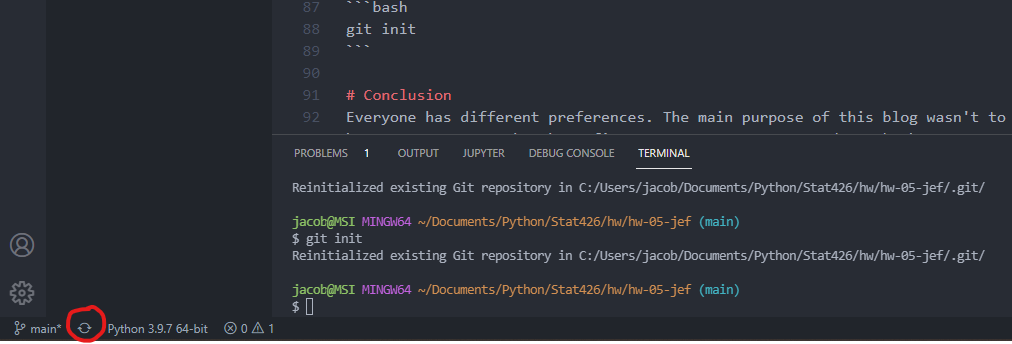 87 ```bash
88 git init
89 ```
90
91 # Conclusion
92 Everyone has different preferences. The main purpose of this blog wasn't to
PROBLEMS 1 OUTPUT JUPYTER DEBUG CONSOLE TERMINAL
Reinitialized existing Git repository in C:/Users/jacob/Documents/Python/Stat426/hw/hw-05-jef/.git/
jacob@MSI MINGW64 ~/Documents/Python/Stat426/hw/hw-05-jef (main)
$ git init
Reinitialized existing Git repository in C:/Users/jacob/Documents/Python/Stat426/hw/hw-05-jef/.git/
jacob@MSI MINGW64 ~/Documents/Python/Stat426/hw/hw-05-jef (main)
$
main* Python 3.9.7 64-bit 0 1